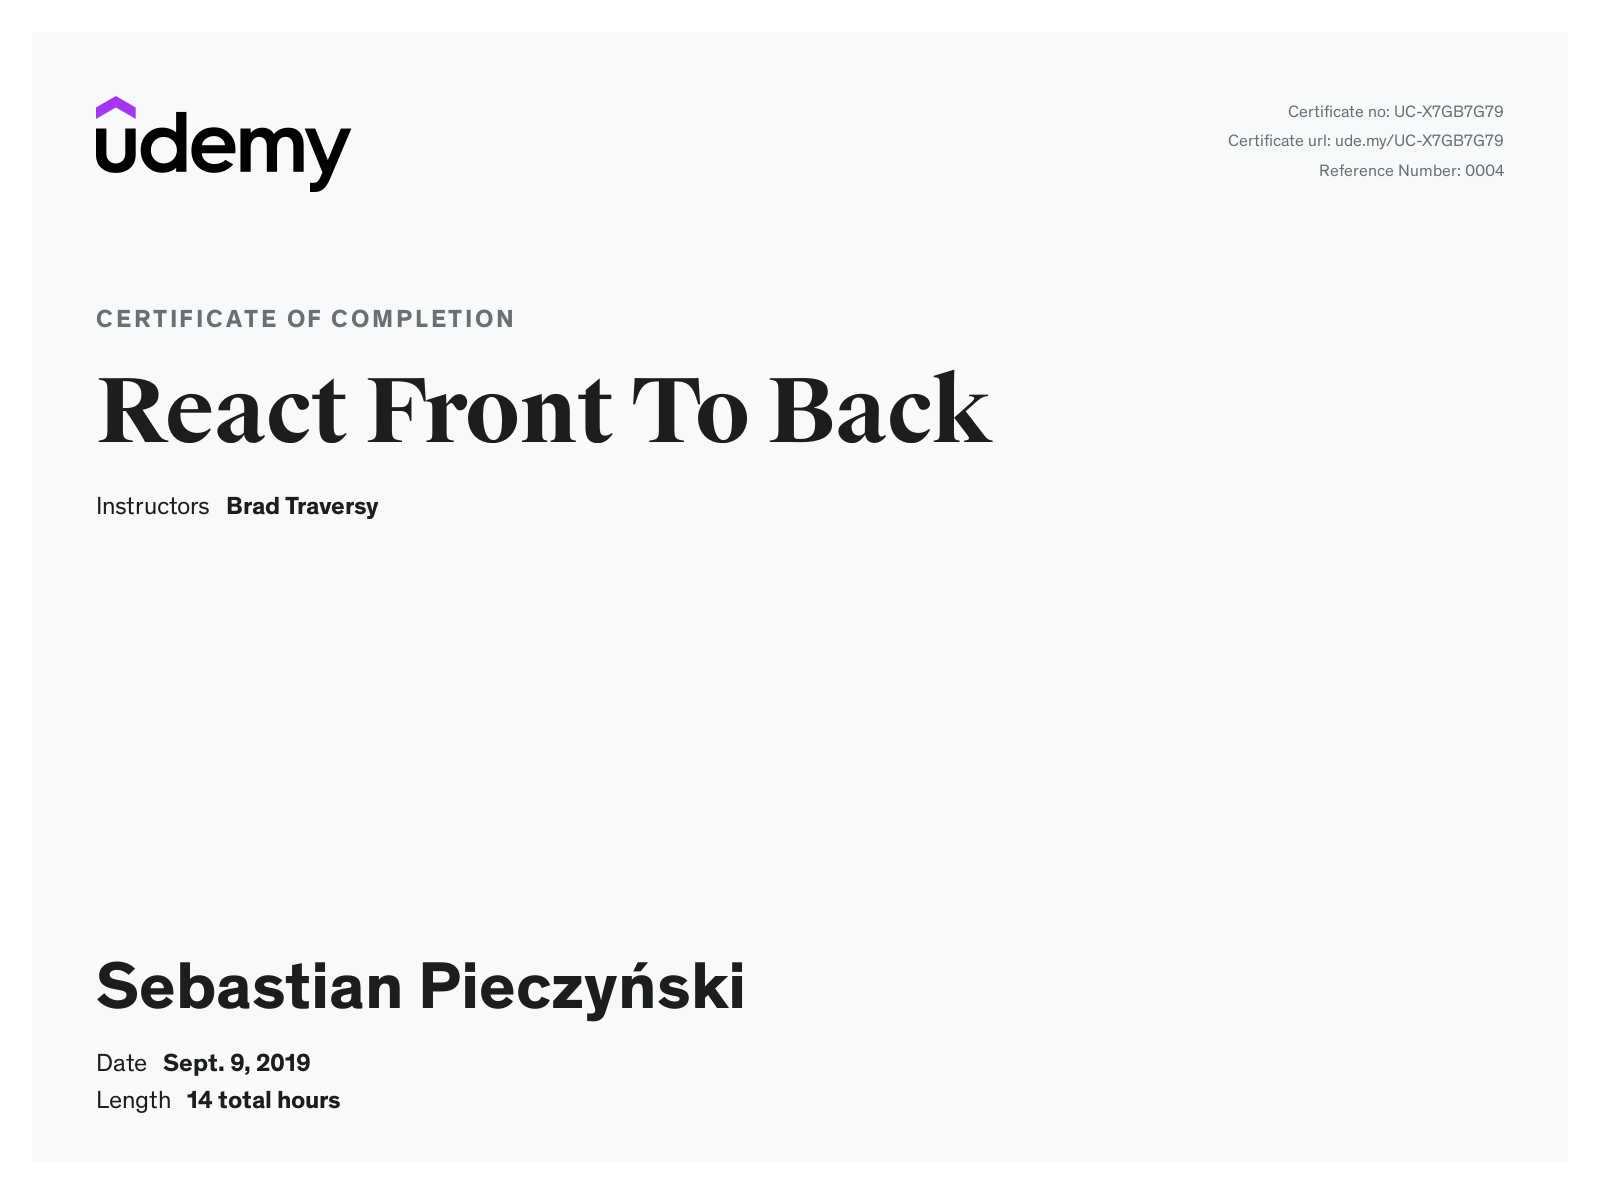 udemy
Certificate no: UC-X7GB7G79
Certificate url: ude.my/UC-X7GB7G79
Reference Number: 0004
CERTIFICATE OF COMPLETION
React Front To Back
Instructors Brad Traversy
Sebastian Pieczyński
Date Sept. 9, 2019
Length 14 total hours